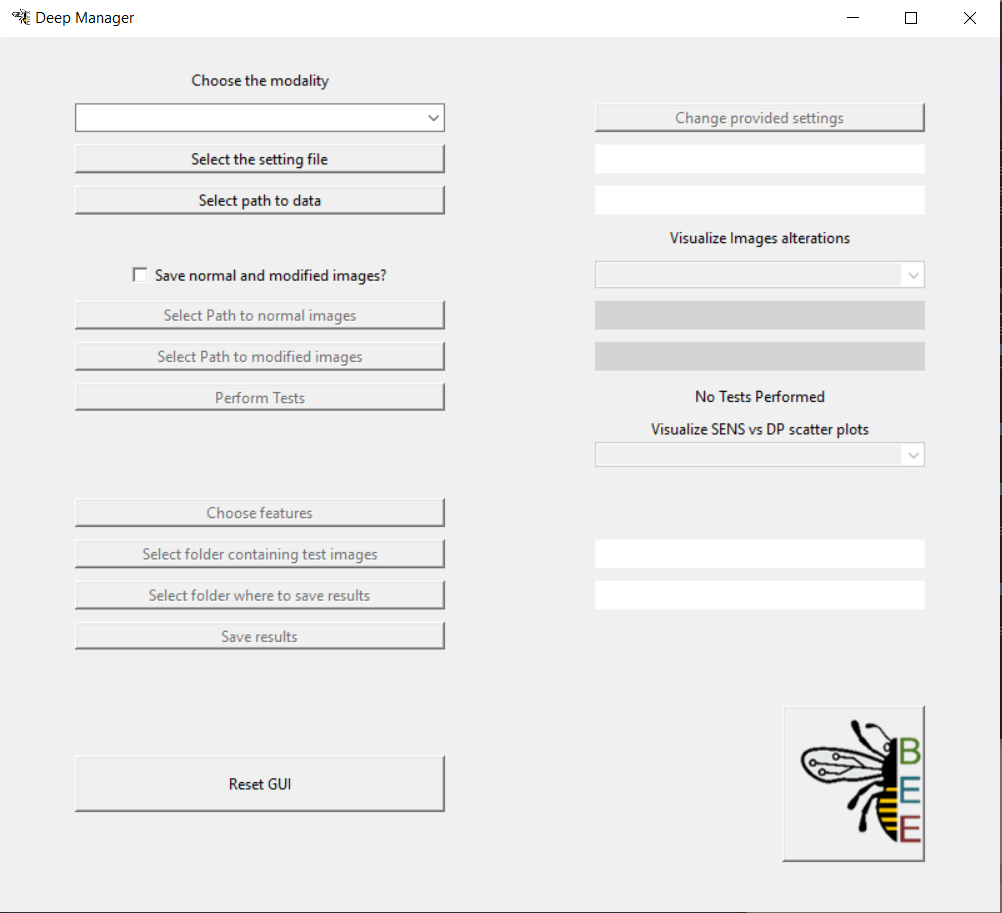 Deep Manager
Choose the modality
Change provided settings
Select the setting file
Select path to data
Visualize Images alterations
Save normal and modified images?
Select Path to normal images
Select Path to modified images
Perform Tests
No Tests Performed
Visualize SENS vs DP scatter plots
Choose features
Select folder containing test images
Select folder where to save results
Save results
Reset GUI
B
E
E